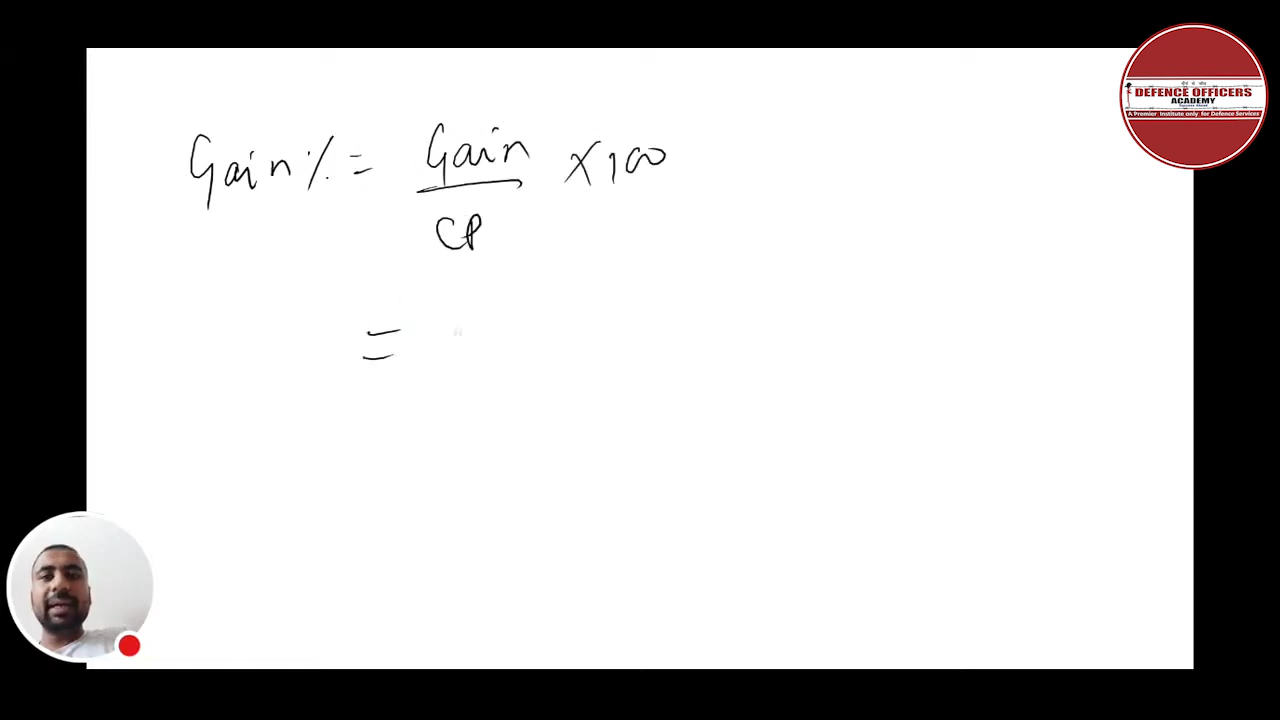 Gain % = Gain × 100
CP
=
DEFENCE OFFICERS
ACADEMY
A Premier Institute only for Defence Services